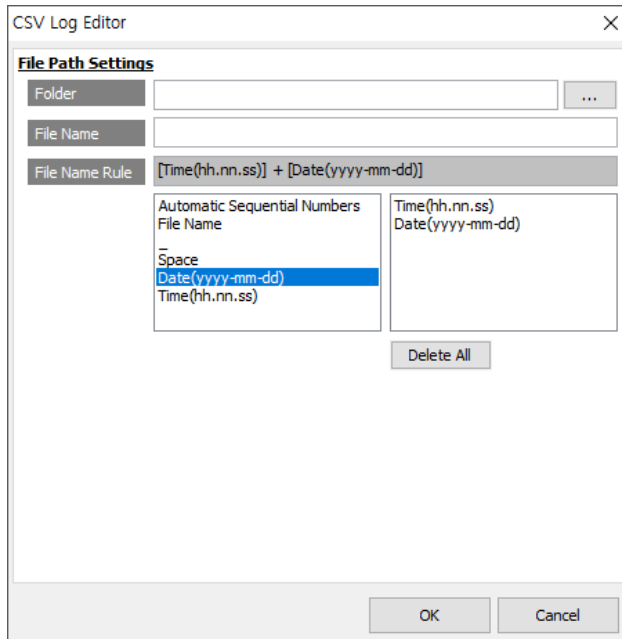 CSV Log Editor
File Path Settings
Folder
...
File Name
File Name Rule
[Time(hh.nn.ss)] + [Date(yyyy-mm-dd)]
Automatic Sequential Numbers
File Name
_
Space
Date(yyyy-mm-dd)
Time(hh.nn.ss)
Time(hh.nn.ss)
Date(yyyy-mm-dd)
Delete All
OK
Cancel